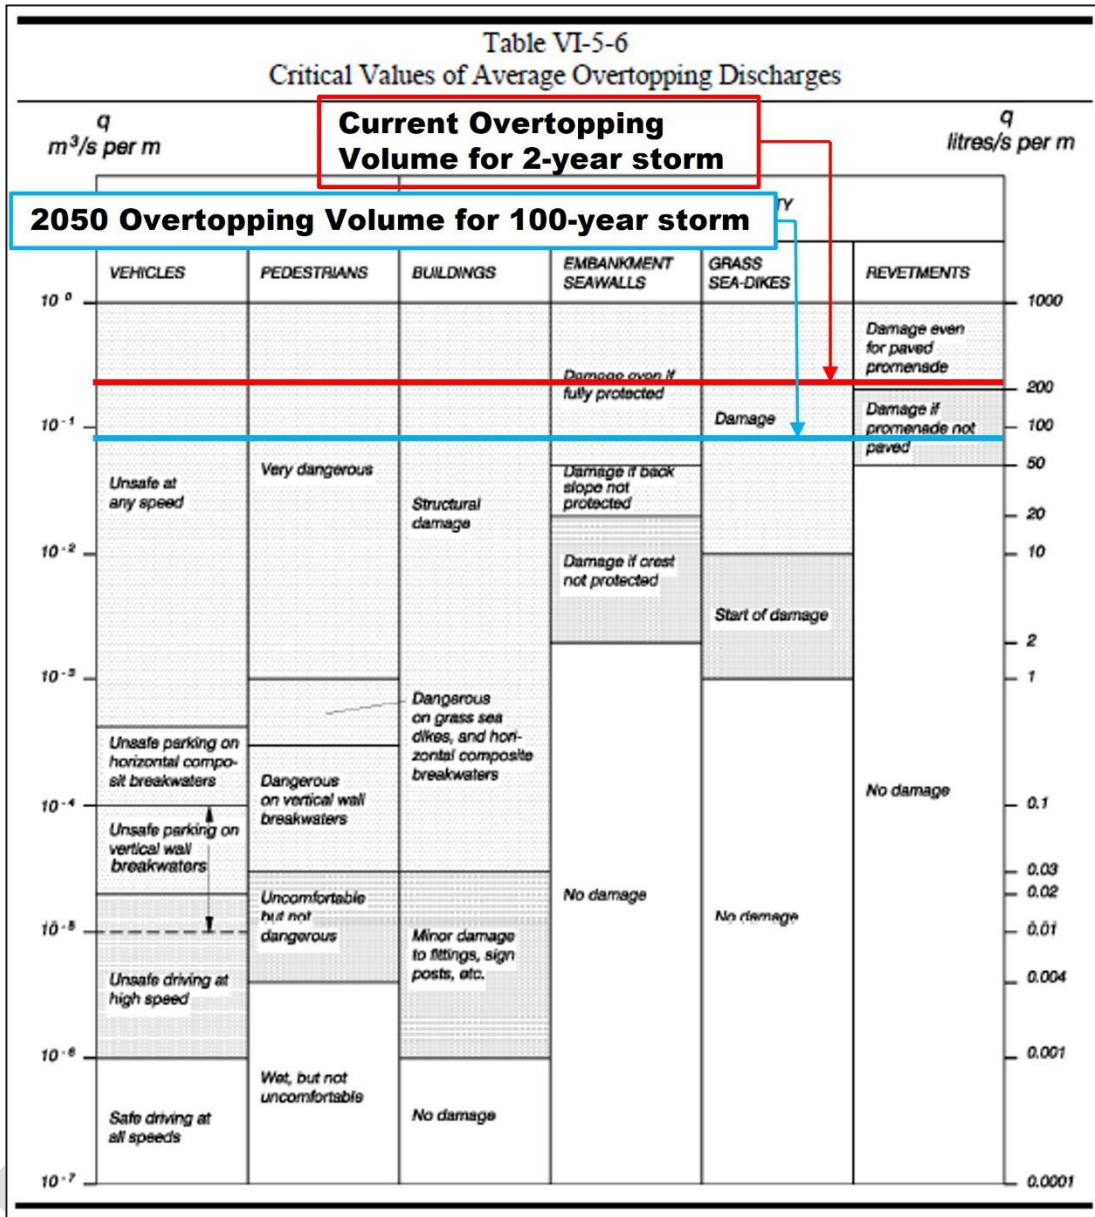 Table VI-5-6
Critical Values of Average Overtopping Discharges
q
m³/s per m
Current Overtopping
Volume for 2-year storm
q
litres/s per m
TY
2050 Overtopping Volume for 100-year storm
VEHICLES
PEDESTRIANS
BUILDINGS
EMBANKMENT
SEAWALLS
GRASS
SEA-DIKES
REVETMENTS
10 ⁰
10 ⁻¹
10 ⁻²
10 ⁻³
10 ⁻⁴
10 ⁻⁵
10 ⁻⁶
10 ⁻⁷
Unsafe at
any speed
Unsafe parking on
horizontal compo-
sit breakwaters
Unsafe parking on
vertical wall
breakwaters
Unsafe driving at
high speed
Safe driving at
all speeds
Very dangerous
Dangerous
on grass sea
dikes, and hori-
zontal composite
breakwaters
Dangerous
on vertical wall
breakwaters
Uncomfortable
but not
dangerous
Wet, but not
uncomfortable
Structural
damage
Minor damage
to fittings, sign
posts, etc.
No damage
Damage even if
fully protected
Damage if back
slope not
protected
Damage if crest
not protected
No damage
Damage
Start of damage
No damage
Damage even
for paved
promenade
Damage if
promenade not
paved
No damage
1000
200
100
50
20
10
2
1
0.1
0.03
0.02
0.01
0.004
0.001
0.0001